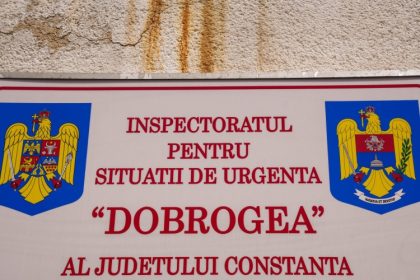 INSPECTORATUL
PENTRU
SITUATII DE URGENTA
“DOBROGEA”
AL JUDETULUI CONSTANTA